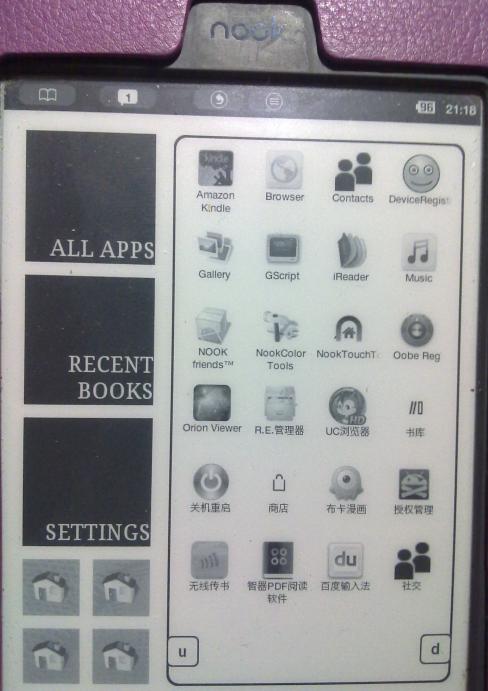 nook
1
96 21:18
ALL APPS
RECENT
BOOKS
SETTINGS
kindle
Amazon
Kindle
Browser
Contacts
DeviceRegist
Gallery
GScript
iReader
Music
NOOK
friends™
NookColor
Tools
NookTouchTo
Oobe Reg
Orion Viewer
R.E.管理器
HD
UC浏览器
书库
关机重启
商店
布卡漫画
授权管理
无线传书
智器PDF阅读
软件
du
百度输入法
社交
u
d